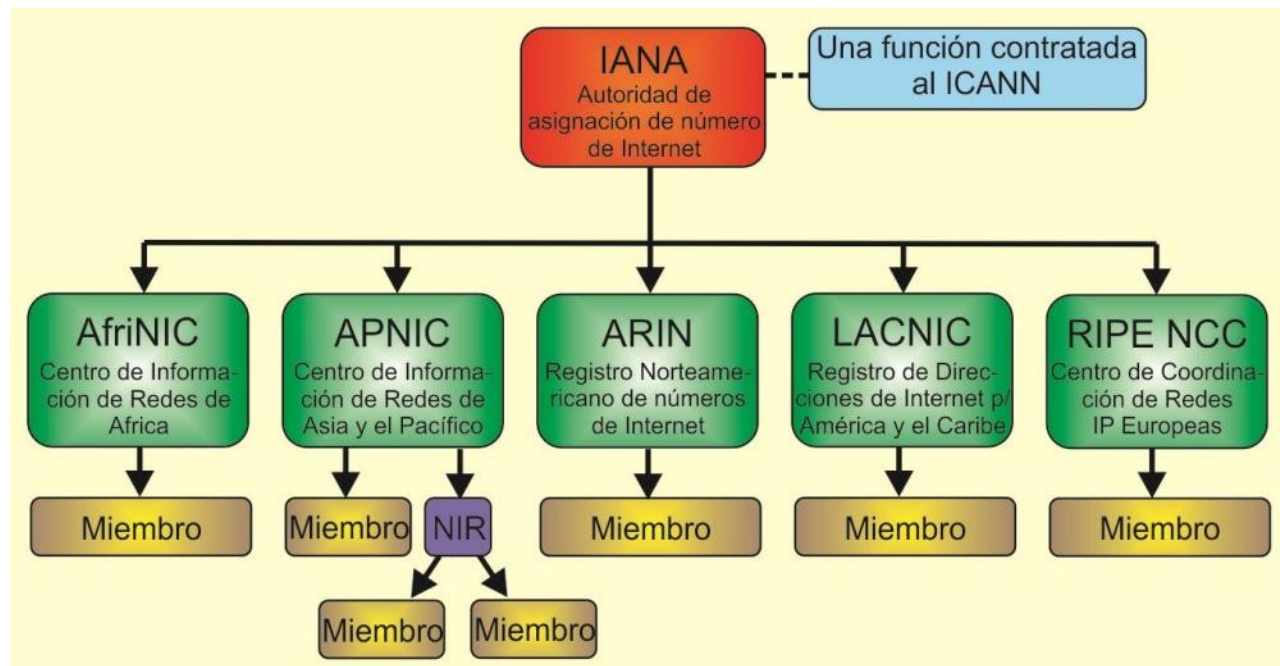 IANA
Autoridad de
asignación de número
de Internet
Una función contratada
al ICANN
AfriNIC
Centro de Informa-
ción de Redes de
Africa
APNIC
Centro de Informa-
ción de Redes de
Asia y el Pacífico
ARIN
Registro Norteame-
ricano de números
de Internet
LACNIC
Registro de Direc-
ciones de Internet p/
América y el Caribe
RIPE NCC
Centro de Coordina-
ción de Redes
IP Europeas
Miembro
Miembro
NIR
Miembro
Miembro
Miembro
Miembro
Miembro